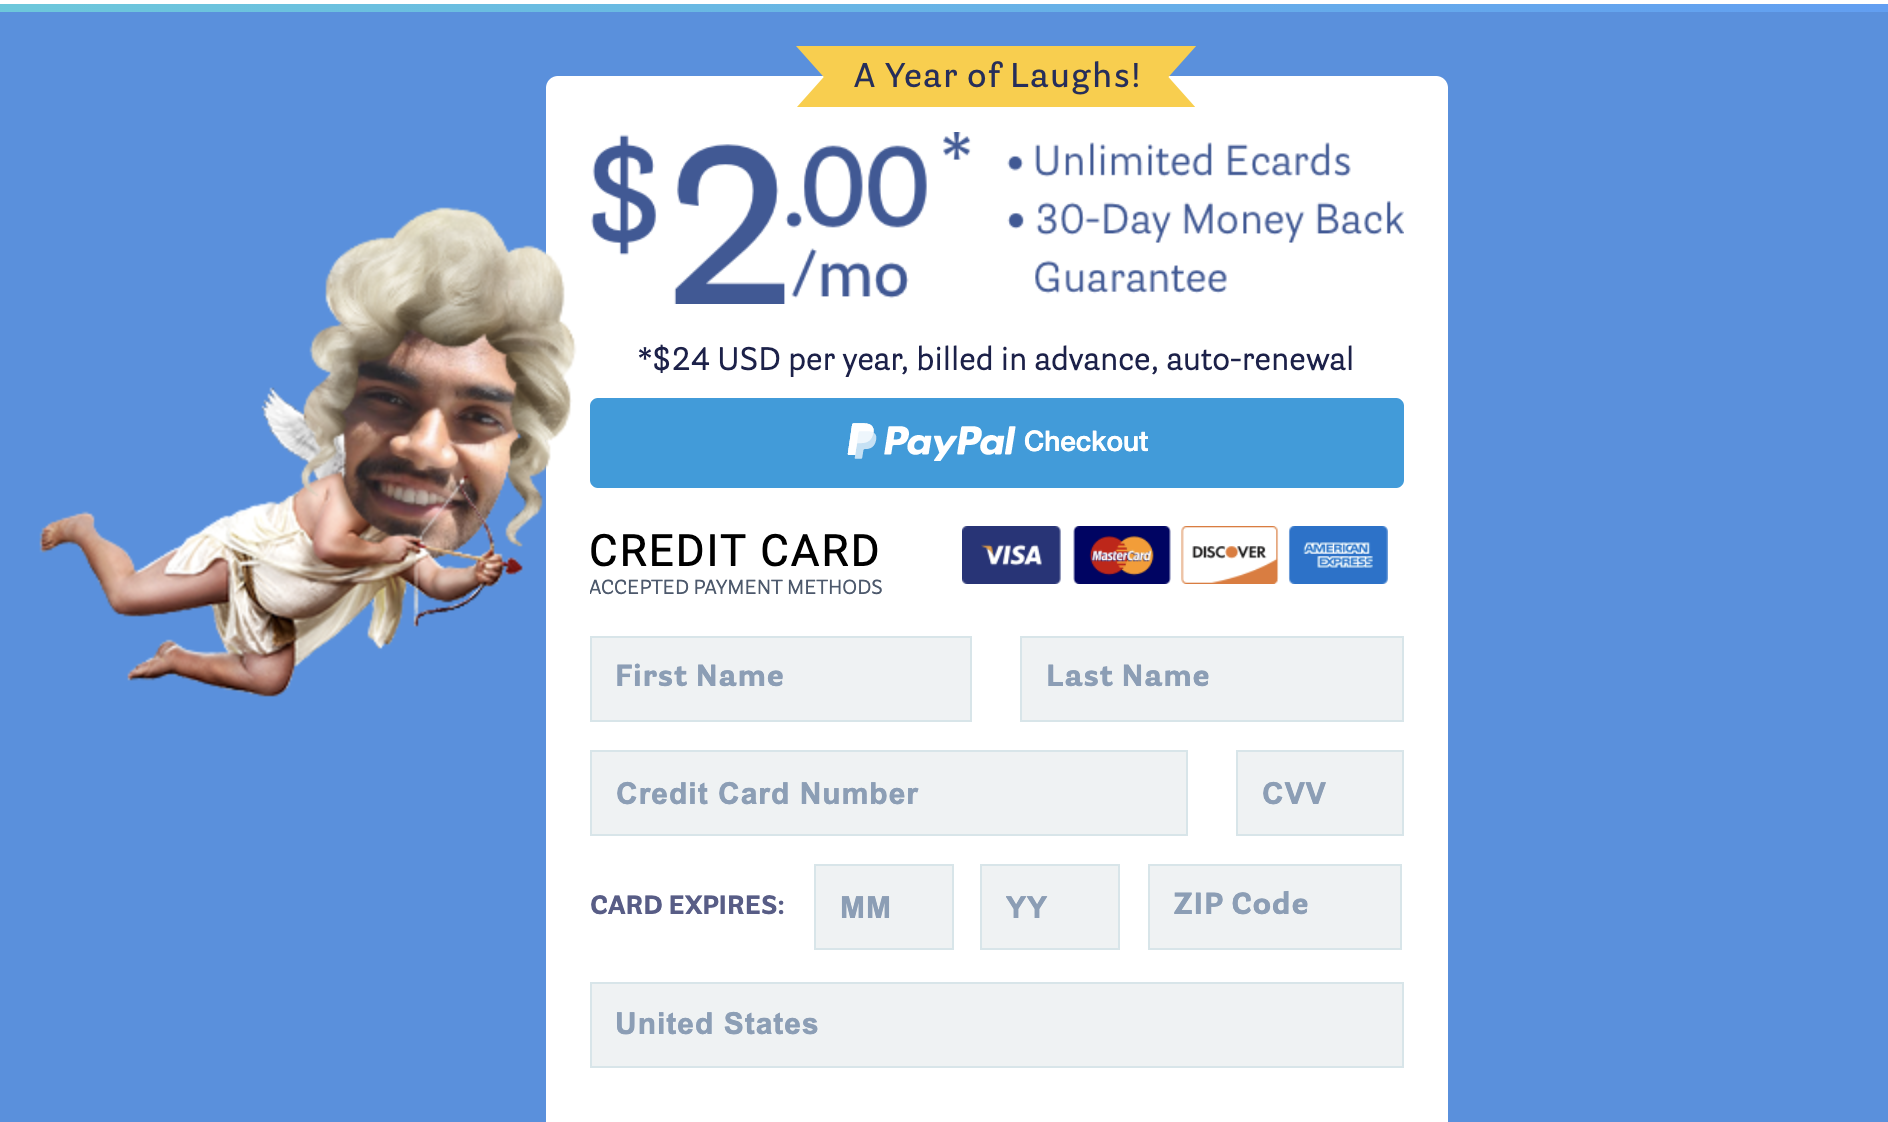 A Year of Laughs!
$2.00*
/mo
• Unlimited Ecards
• 30-Day Money Back
Guarantee
*$24 USD per year, billed in advance, auto-renewal
PayPal Checkout
CREDIT CARD
ACCEPTED PAYMENT METHODS
VISA MasterCard DISCOVER AMERICAN EXPRESS
First Name Last Name
Credit Card Number CVV
CARD EXPIRES: MM YY ZIP Code
United States